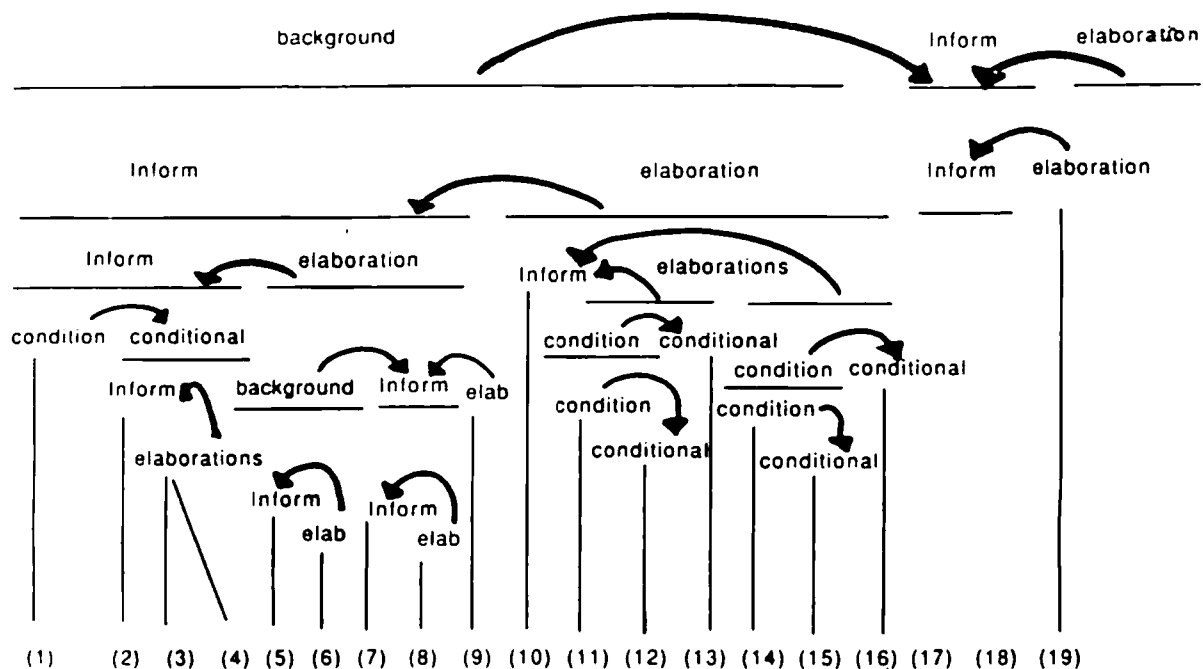 background Inform elaboration
Inform elaboration Inform elaboration
Inform elaboration Inform elaborations
condition conditional condition conditional condition conditional
Inform background Inform elab condition condition
elaborations conditional conditional
Inform elab Inform elab
(1) (2) (3) (4) (5) (6) (7) (8) (9) (10) (11) (12) (13) (14) (15) (16) (17) (18) (19)